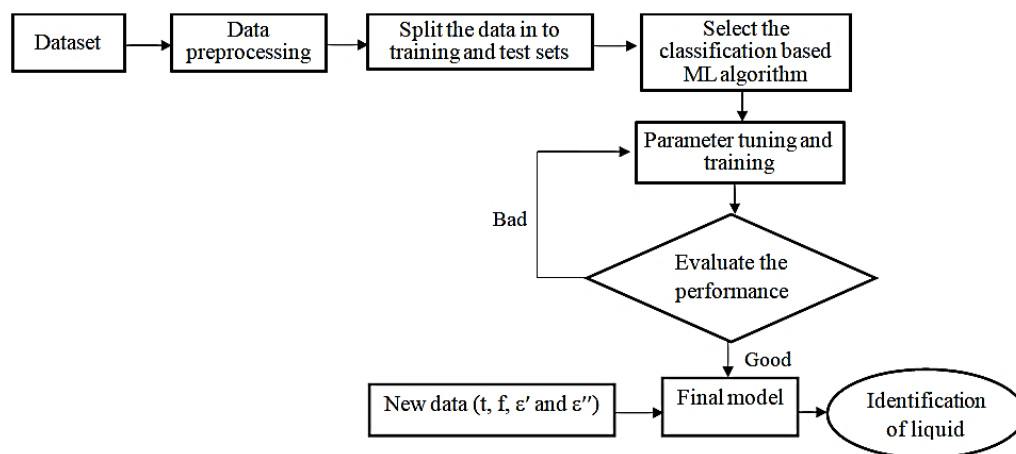 Dataset
Data
preprocessing
Split the data in to
training and test sets
Select the
classification based
ML algorithm
Parameter tuning and
training
Bad
Evaluate the
performance
Good
New data (t, f, ε′ and ε′′)
Final model
Identification
of liquid